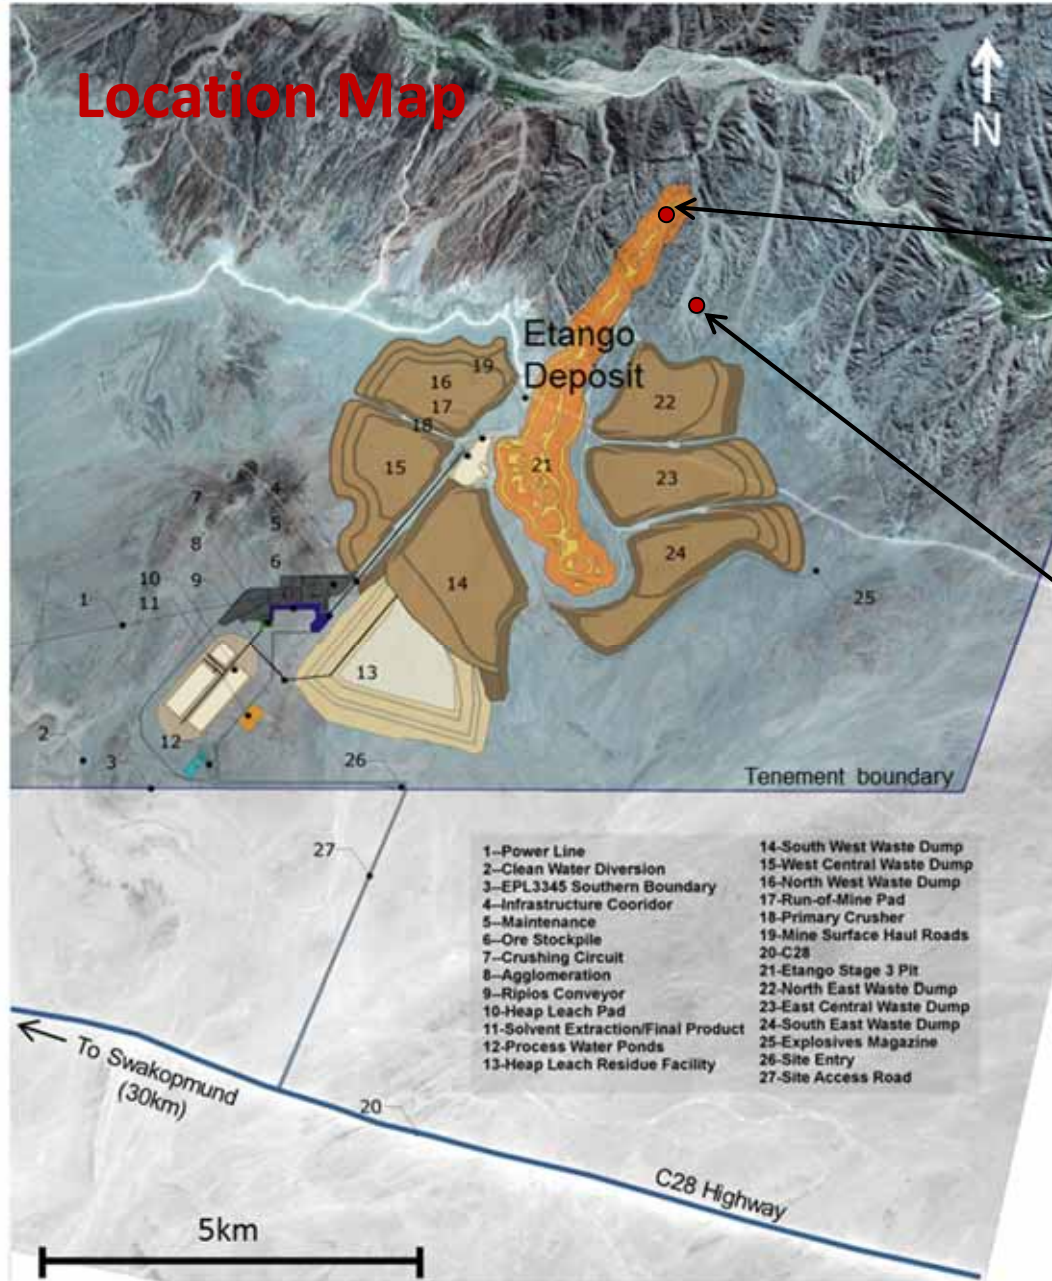 Location Map
N
Etango
Deposit
19
16
17
18
22
15
21
23
7
4
5
8
24
6
10
9
14
1
11
25
13
2
12
3
26
Tenement boundary
27
1--Power Line
2--Clean Water Diversion
3--EPL3345 Southern Boundary
4--Infrastructure Cooridor
5--Maintenance
6--Ore Stockpile
7--Crushing Circuit
8--Agglomeration
9--Ripios Conveyor
10-Heap Leach Pad
11-Solvent Extraction/Final Product
12-Process Water Ponds
13-Heap Leach Residue Facility
14-South West Waste Dump
15-West Central Waste Dump
16-North West Waste Dump
17-Run-of-Mine Pad
18-Primary Crusher
19-Mine Surface Haul Roads
20-C28
21-Etango Stage 3 Pit
22-North East Waste Dump
23-East Central Waste Dump
24-South East Waste Dump
25-Explosives Magazine
26-Site Entry
27-Site Access Road
To Swakopmund
(30km)
20
C28 Highway
5km